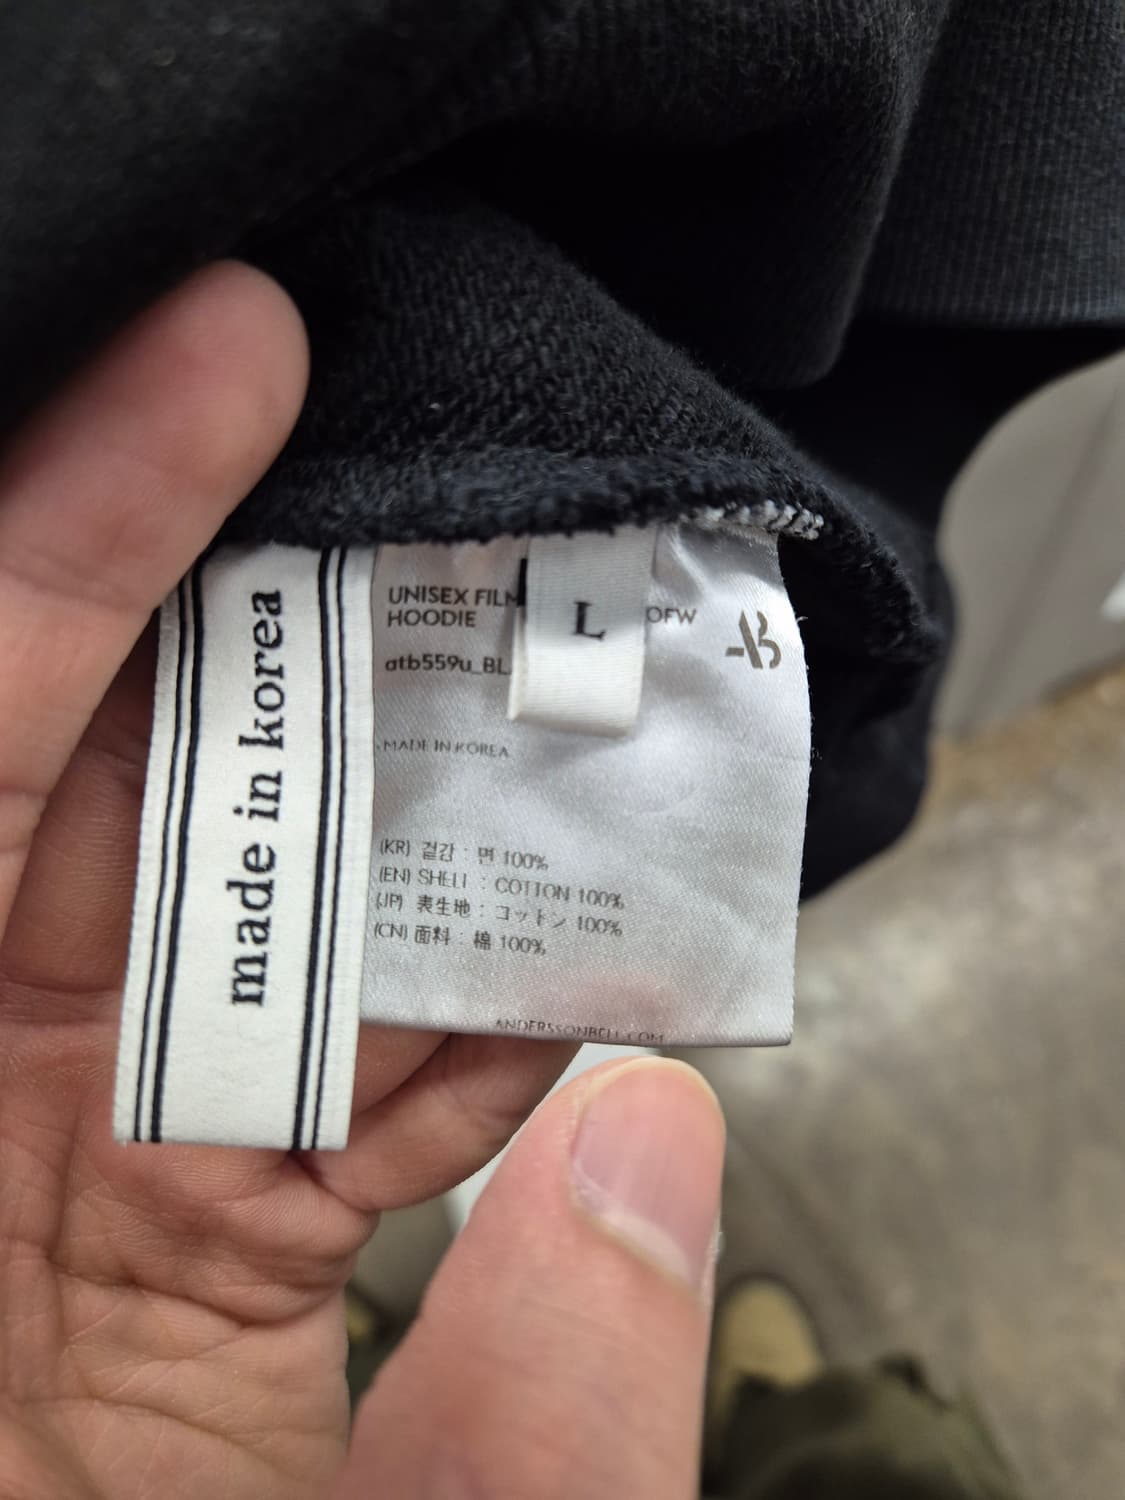 made in korea
UNISEX FILM OFW
HOODIE
atb559u_BL
L
MADE IN KOREA
(KR) 겉감 : 면 100%
(EN) SHELL : COTTON 100%
(JP) 表生地 : コットン 100%
(CN) 面料 : 棉 100%
ANDERSSONBELL.COM